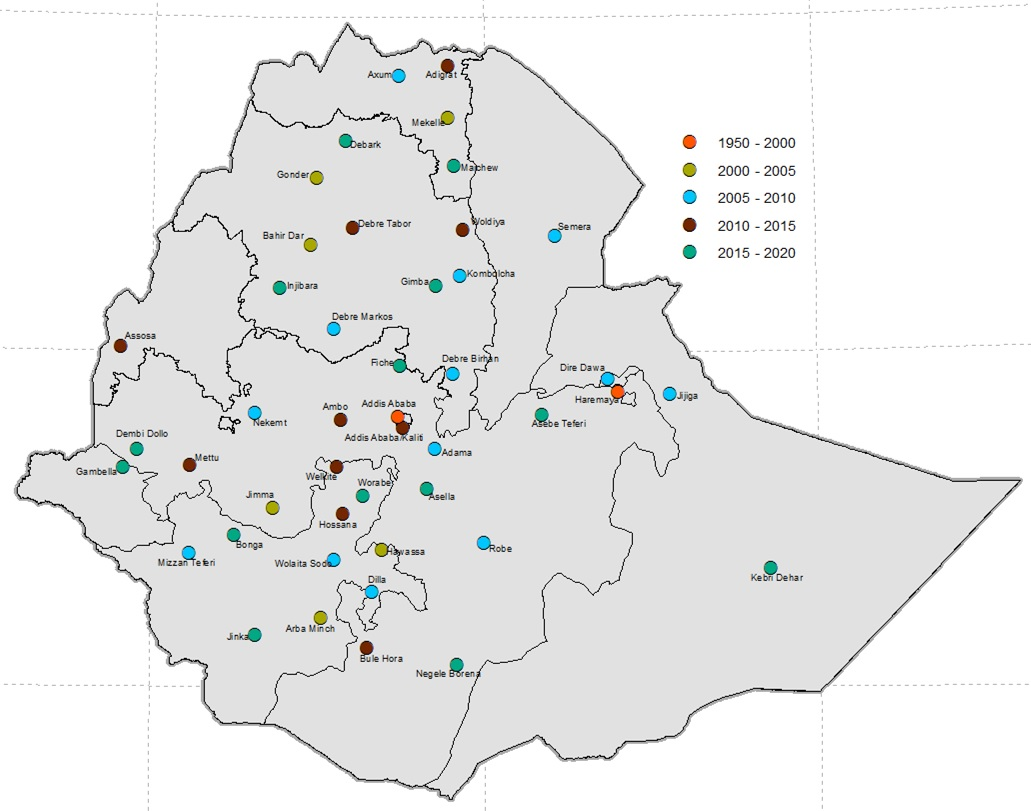 Axum
Adigrat
Mekelle
1950 - 2000
Debark
Maichew
2000 - 2005
Gonder
2005 - 2010
Debre Tabor
Woldiya
Semera
2010 - 2015
Bahir Dar
2015 - 2020
Kombolcha
Injibara
Gimba
Debre Markos
Assosa
Fiche
Debre Birhan
Dire Dawa
Haremaya
Jijiga
Ambo
Addis Ababa
Nekemt
Asebe Teferi
Addis Ababa/Kaliti
Dembi Dollo
Adama
Gambella
Mettu
Welkite
Worabe
Jimma
Asella
Hossana
Bonga
Hawassa
Robe
Mizzan Teferi
Wolaita Sodo
Kebri Dehar
Dilla
Arba Minch
Jinka
Bule Hora
Negele Borena